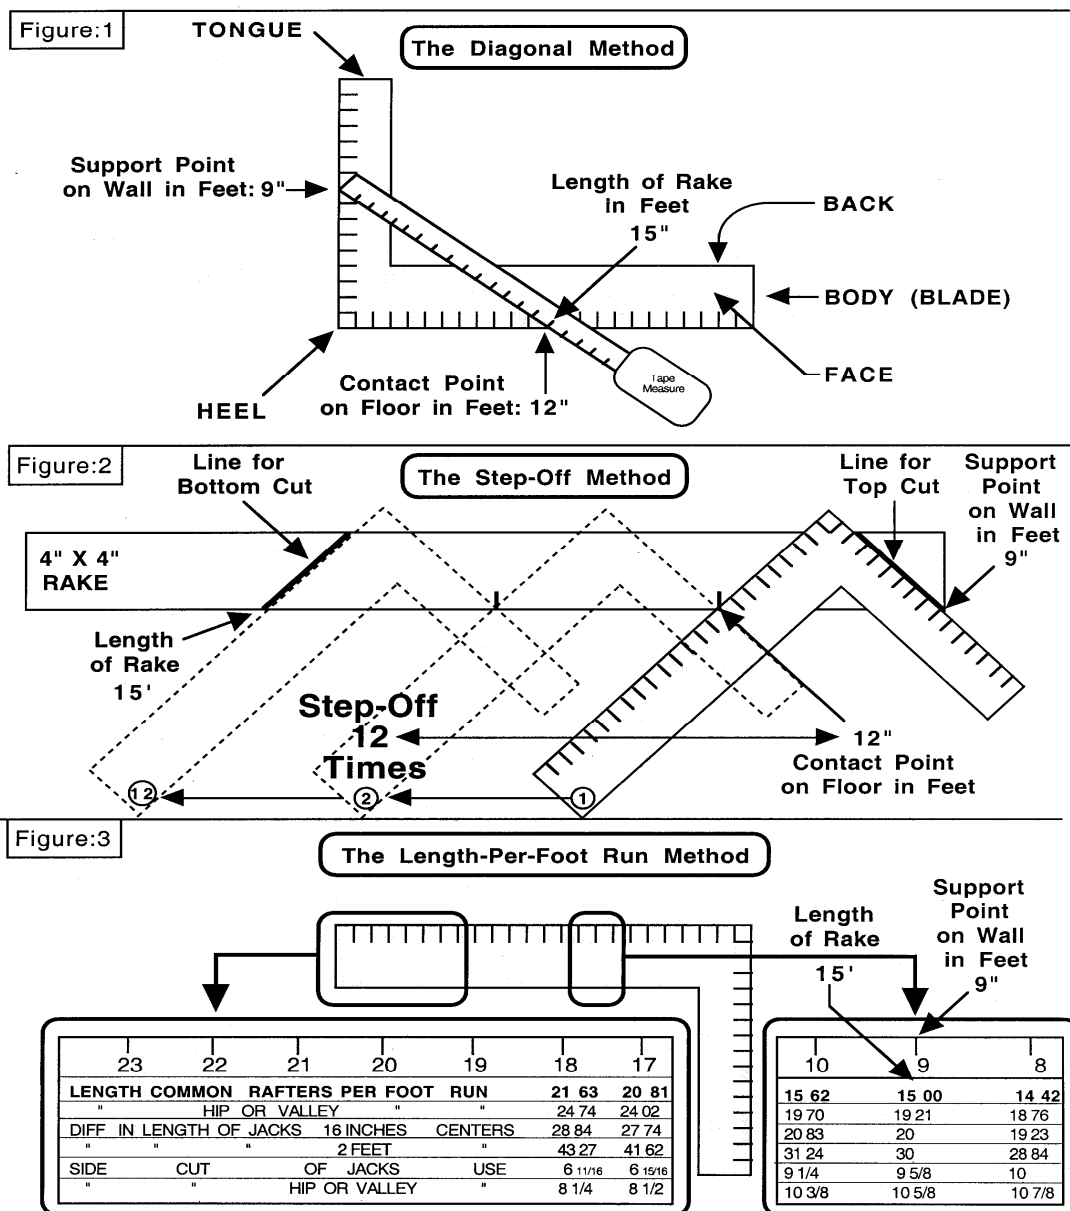 Figure:1
TONGUE
The Diagonal Method
Support Point
on Wall in Feet: 9"
Length of Rake
in Feet
15"
BACK
BODY (BLADE)
FACE
Tape
Measure
Contact Point
on Floor in Feet: 12"
HEEL
Figure:2
Line for
Bottom Cut
The Step-Off Method
Line for
Top Cut
Support
Point
on Wall
in Feet
9"
4" X 4"
RAKE
Length
of Rake
15'
Step-Off
12
Times
12"
Contact Point
on Floor in Feet
12
2
1
Figure:3
The Length-Per-Foot Run Method
Length
of Rake
15'
Support
Point
on Wall
in Feet
9"
23 22 21 20 19 18 17
LENGTH COMMON RAFTERS PER FOOT RUN 21 63 20 81
" HIP OR VALLEY " " 24 74 24 02
DIFF IN LENGTH OF JACKS 16 INCHES CENTERS 28 84 27 74
" " " 2 FEET " 43 27 41 62
SIDE CUT OF JACKS USE 6 11/16 6 15/16
" " HIP OR VALLEY " 8 1/4 8 1/2
10 9 8
15 62 15 00 14 42
19 70 19 21 18 76
20 83 20 19 23
31 24 30 28 84
9 1/4 9 5/8 10
10 3/8 10 5/8 10 7/8